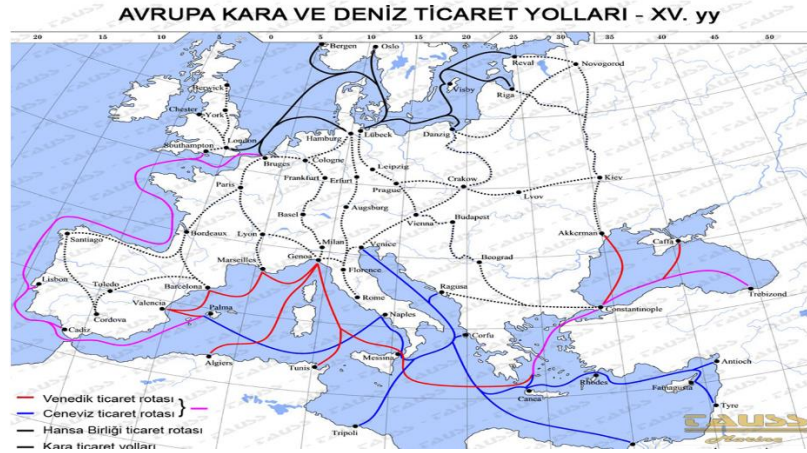 AVRUPA KARA VE DENİZ TİCARET YOLLARI - XV. yy
20
15
10
5
0
5
10
15
20
25
30
35
40
45
50
Bergen
Oslo
Reval
Novogorod
Visby
Riga
Berwick
Chester
York
London
Southampton
Hamburg
Lübeck
Danzig
Bruges
Cologne
Leipzig
Frankfurt
Erfurt
Prague
Crakow
Kiev
Lvov
Paris
Basel
Augsburg
Vienna
Budapest
Akkerman
Caffa
Santiago
Bordeaux
Lyon
Milan
Venice
Genoa
Marseilles
Florence
Beograd
Lisbon
Toledo
Barcelona
Valencia
Palma
Rome
Ragusa
Constantinople
Trebizond
Cordova
Cadiz
Naples
Corfu
Algiers
Tunis
Messina
Canea
Rhodes
Antioch
Famagusta
Tyre
Tripoli
Venedik ticaret rotası
Ceneviz ticaret rotası
Hansa Birliği ticaret rotası
Kara ticaret yolları
TAUSS